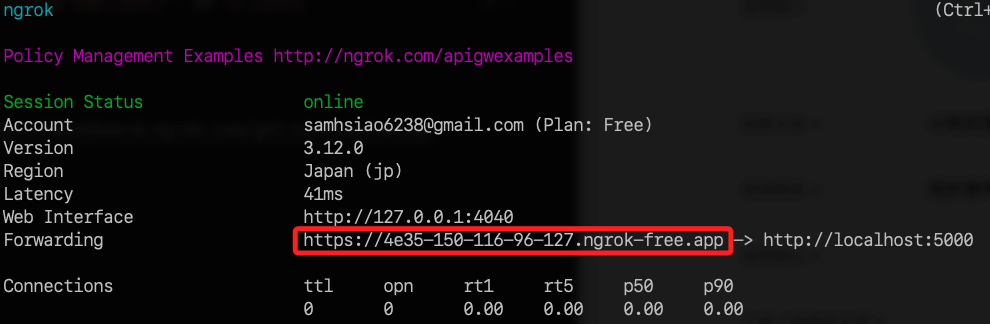 ngrok (Ctrl+
Policy Management Examples http://ngrok.com/apigwexamples
Session Status online
Account samhsiao6238@gmail.com (Plan: Free)
Version 3.12.0
Region Japan (jp)
Latency 41ms
Web Interface http://127.0.0.1:4040
Forwarding https://4e35-150-116-96-127.ngrok-free.app -> http://localhost:5000
Connections ttl opn rt1 rt5 p50 p90
0 0 0.00 0.00 0.00 0.00